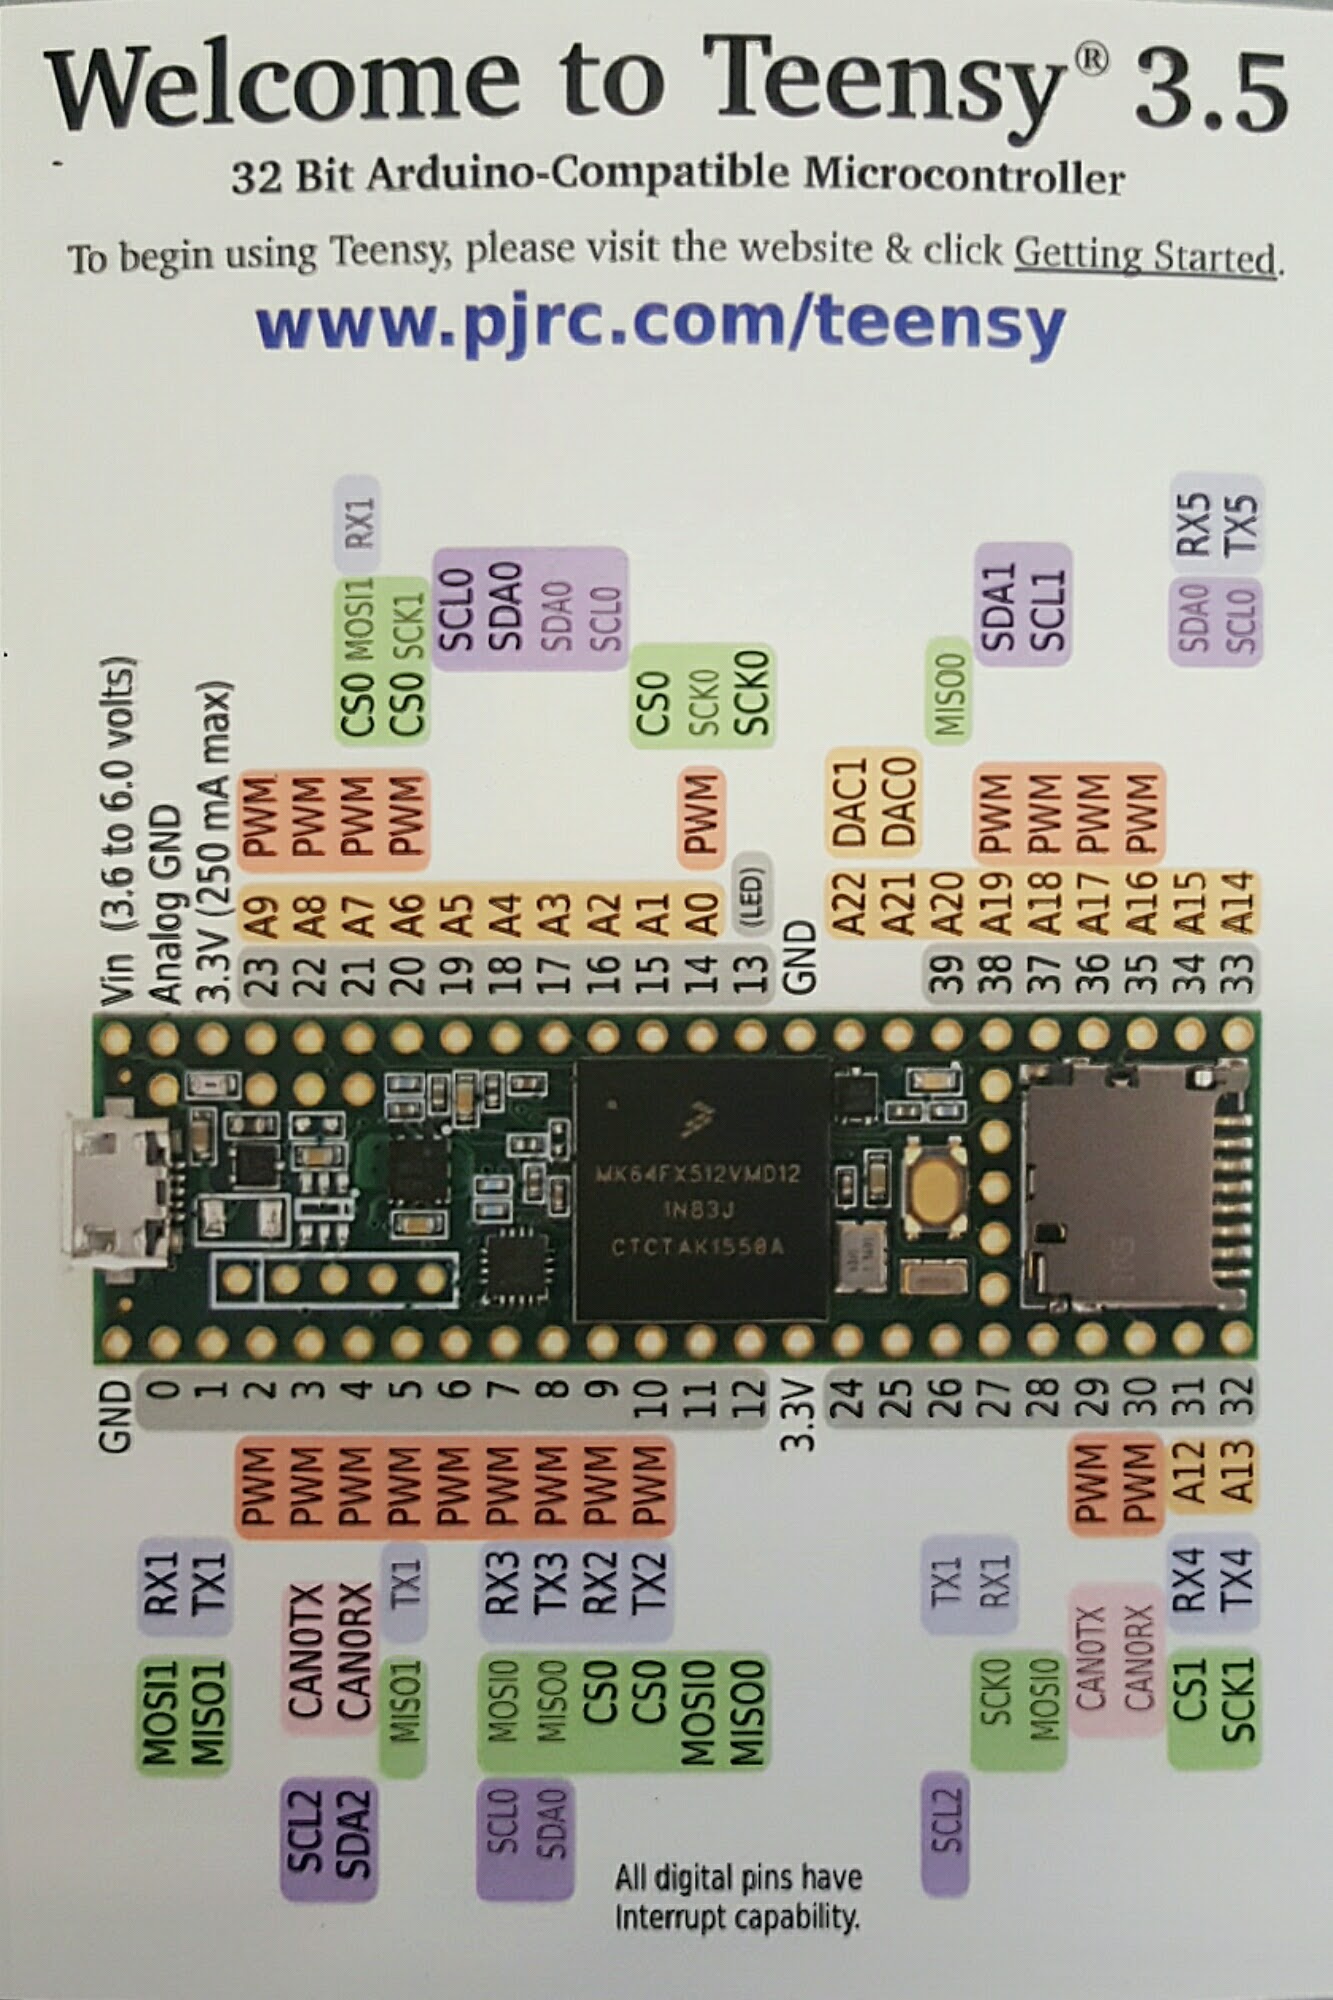 Welcome to Teensy® 3.5
32 Bit Arduino-Compatible Microcontroller
To begin using Teensy, please visit the website & click Getting Started.
www.pjrc.com/teensy
Vin (3.6 to 6.0 volts)
Analog GND
3.3V (250 mA max)
23 A9 PWM
22 A8 PWM
21 A7 PWM CS0 MOSI1 RX1
20 A6 PWM CS0 SCK1
19 A5 SCL0
18 A4 SDA0
17 A3 SDA0
16 A2 SCL0
15 A1 CS0
14 A0 PWM SCK0
13 (LED) SCK0
GND
A22 DAC1
A21 DAC0
39 A20 MISO0
38 A19 PWM SDA1
37 A18 PWM SCL1
36 A17 PWM
35 A16 PWM
34 A15 SDA0 RX5
33 A14 SCL0 TX5
MK64FX512VMD12
1N83J
CTCTAK1550A
GND
MOSI1 RX1 0
MISO1 TX1 1
PWM 2
SCL2 CAN0TX PWM 3
SDA2 CAN0RX PWM 4
MISO1 TX1 PWM 5
PWM 6
SCL0 MOSI0 RX3 PWM 7
SDA0 MISO0 TX3 PWM 8
CS0 RX2 PWM 9
CS0 TX2 PWM 10
MOSI0 11
MISO0 12
3.3V
24
25
SCL2 TX1 26
SCK0 RX1 27
MOSI0 28
CAN0TX PWM 29
CAN0RX PWM 30
CS1 RX4 A12 31
SCK1 TX4 A13 32
All digital pins have
Interrupt capability.